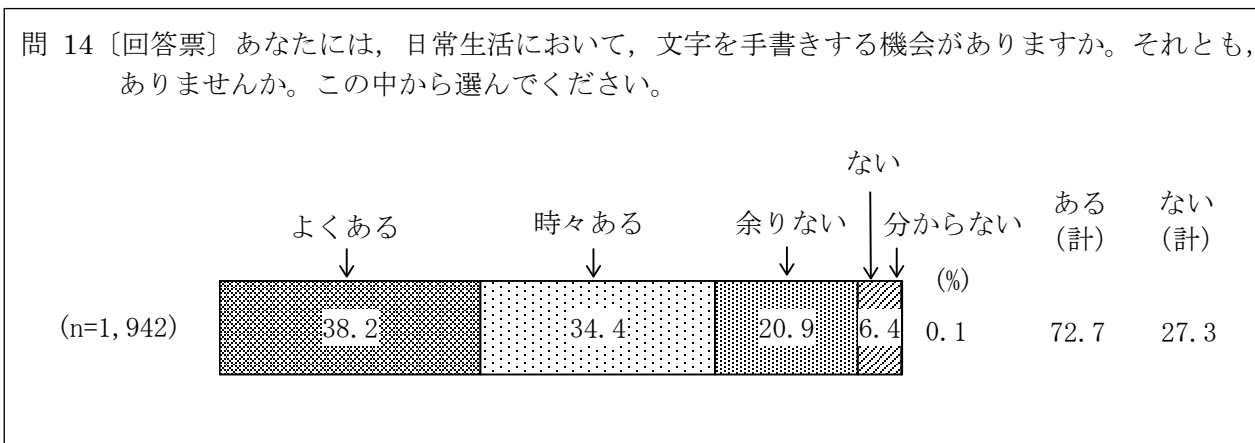 問 14〔回答票〕あなたには，日常生活において，文字を手書きする機会がありますか。それとも，
ありませんか。この中から選んでください。
ない
よくある
時々ある
余りない
分からない
ある
(計)
ない
(計)
(%)
(n=1,942)
38.2
34.4
20.9
6.4
0.1
72.7
27.3